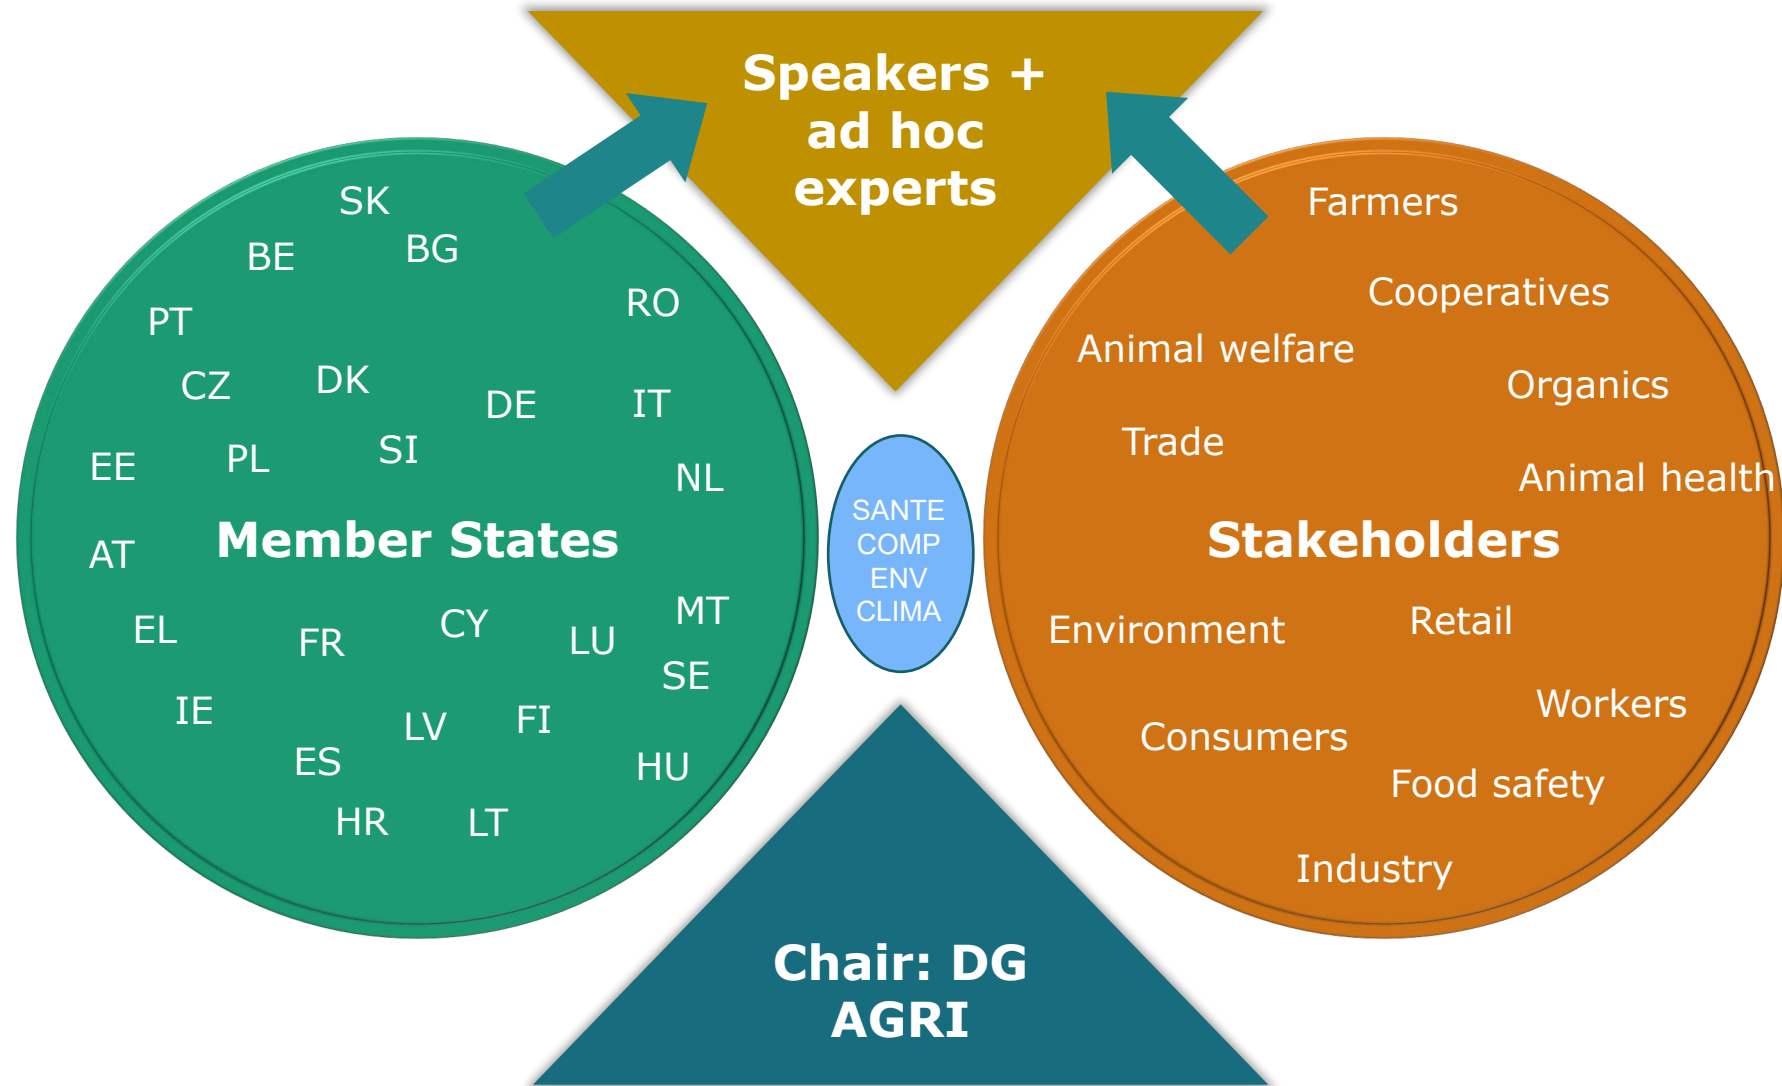 Speakers +
ad hoc
experts
SK
BE
BG
RO
PT
CZ
DK
DE
IT
EE
PL
SI
NL
Member States
AT
EL
FR
CY
LU
MT
SE
IE
LV
FI
ES
HU
HR
LT
SANTE
COMP
ENV
CLIMA
Farmers
Cooperatives
Animal welfare
Organics
Trade
Animal health
Stakeholders
Environment
Retail
Workers
Consumers
Food safety
Industry
Chair: DG
AGRI